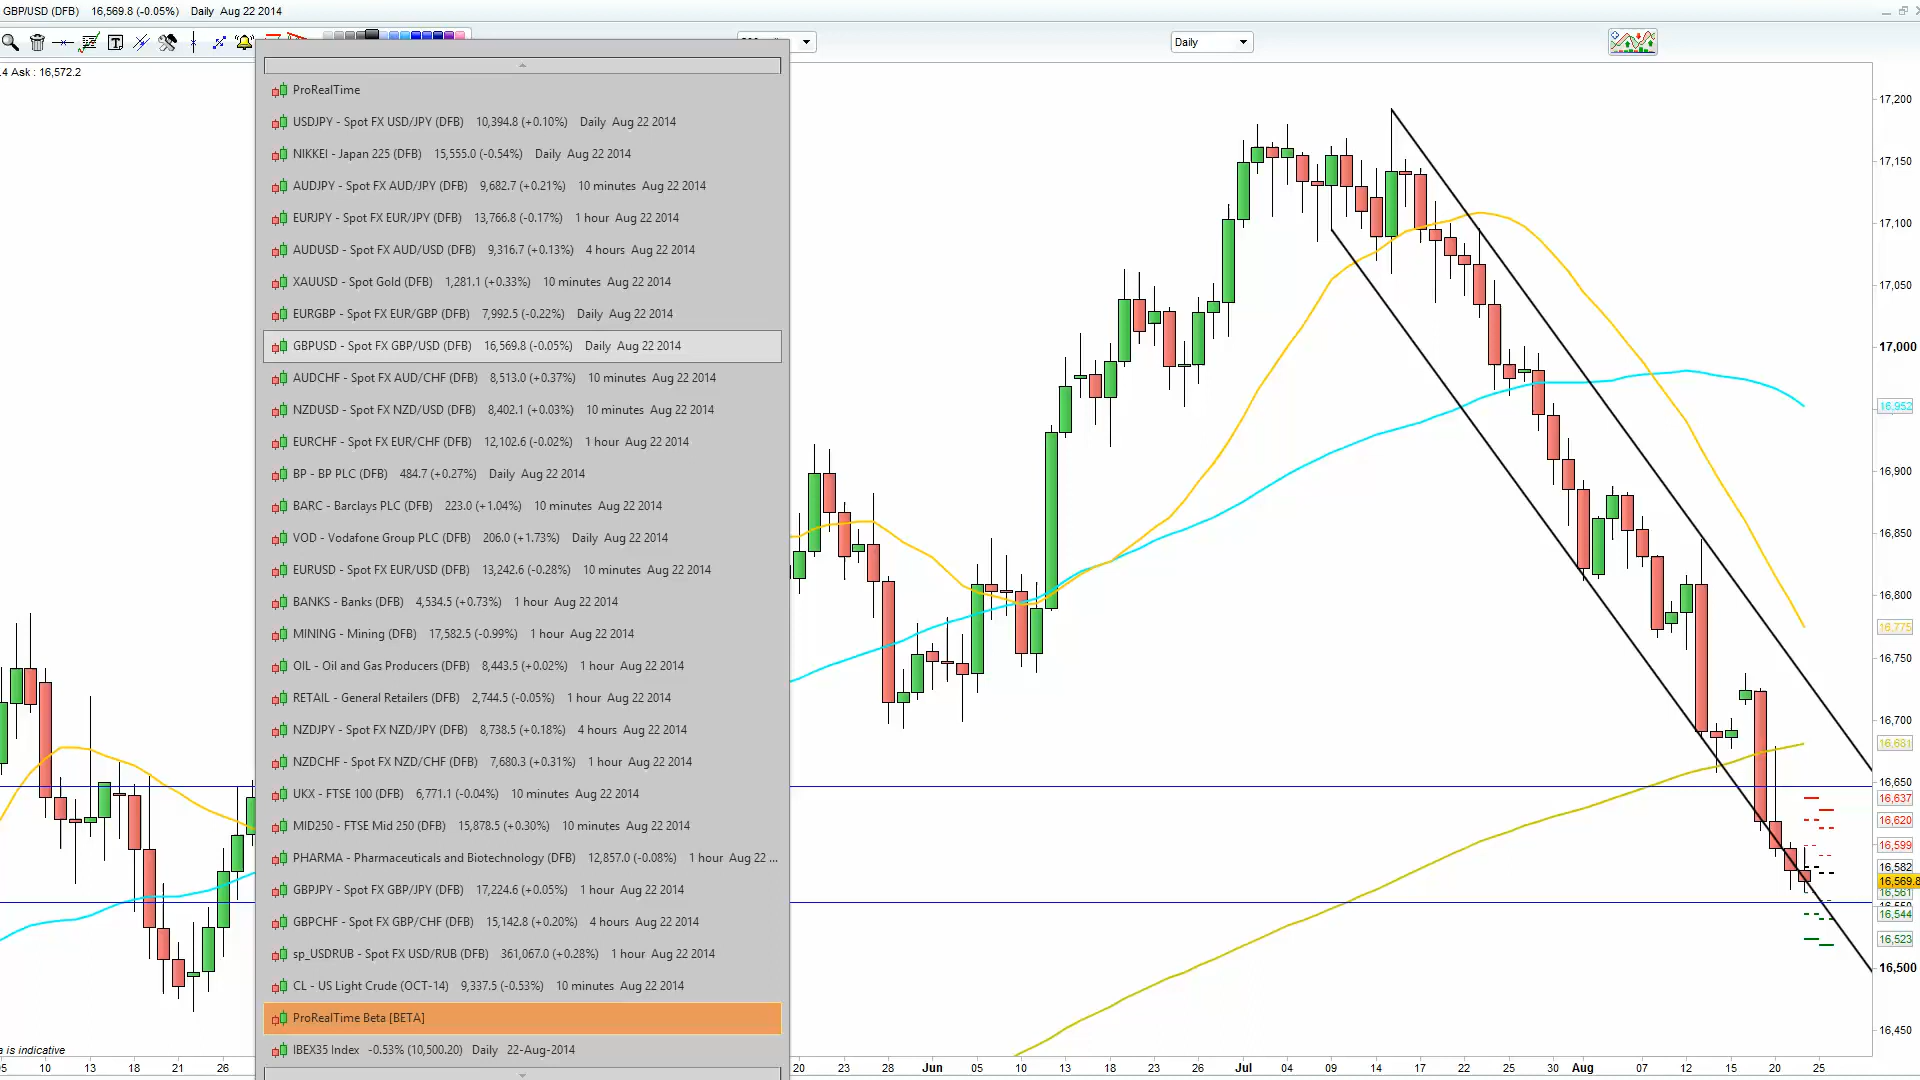 GBP/USD (DFB) 16,569.8 (-0.05%) Daily Aug 22 2014
Daily
4 Ask : 16,572.2
ProRealTime
USDJPY - Spot FX USD/JPY (DFB) 10,394.8 (+0.10%) Daily Aug 22 2014
NIKKEI - Japan 225 (DFB) 15,555.0 (-0.54%) Daily Aug 22 2014
AUDJPY - Spot FX AUD/JPY (DFB) 9,682.7 (+0.21%) 10 minutes Aug 22 2014
EURJPY - Spot FX EUR/JPY (DFB) 13,766.8 (-0.17%) 1 hour Aug 22 2014
AUDUSD - Spot FX AUD/USD (DFB) 9,316.7 (+0.13%) 4 hours Aug 22 2014
XAUUSD - Spot Gold (DFB) 1,281.1 (+0.33%) 10 minutes Aug 22 2014
EURGBP - Spot FX EUR/GBP (DFB) 7,992.5 (-0.22%) Daily Aug 22 2014
GBPUSD - Spot FX GBP/USD (DFB) 16,569.8 (-0.05%) Daily Aug 22 2014
AUDCHF - Spot FX AUD/CHF (DFB) 8,513.0 (+0.37%) 10 minutes Aug 22 2014
NZDUSD - Spot FX NZD/USD (DFB) 8,402.1 (+0.03%) 10 minutes Aug 22 2014
EURCHF - Spot FX EUR/CHF (DFB) 12,102.6 (-0.02%) 1 hour Aug 22 2014
BP - BP PLC (DFB) 484.7 (+0.27%) Daily Aug 22 2014
BARC - Barclays PLC (DFB) 223.0 (+1.04%) 10 minutes Aug 22 2014
VOD - Vodafone Group PLC (DFB) 206.0 (+1.73%) Daily Aug 22 2014
EURUSD - Spot FX EUR/USD (DFB) 13,242.6 (-0.28%) 10 minutes Aug 22 2014
BANKS - Banks (DFB) 4,534.5 (+0.73%) 1 hour Aug 22 2014
MINING - Mining (DFB) 17,582.5 (-0.99%) 1 hour Aug 22 2014
OIL - Oil and Gas Producers (DFB) 8,443.5 (+0.02%) 1 hour Aug 22 2014
RETAIL - General Retailers (DFB) 2,744.5 (-0.05%) 1 hour Aug 22 2014
NZDJPY - Spot FX NZD/JPY (DFB) 8,738.5 (+0.18%) 4 hours Aug 22 2014
NZDCHF - Spot FX NZD/CHF (DFB) 7,680.3 (+0.31%) 1 hour Aug 22 2014
UKX - FTSE 100 (DFB) 6,771.1 (-0.04%) 10 minutes Aug 22 2014
MID250 - FTSE Mid 250 (DFB) 15,878.5 (+0.30%) 10 minutes Aug 22 2014
PHARMA - Pharmaceuticals and Biotechnology (DFB) 12,857.0 (-0.08%) 1 hour Aug 22 ...
GBPJPY - Spot FX GBP/JPY (DFB) 17,224.6 (+0.05%) 1 hour Aug 22 2014
GBPCHF - Spot FX GBP/CHF (DFB) 15,142.8 (+0.20%) 4 hours Aug 22 2014
sp_USDRUB - Spot FX USD/RUB (DFB) 361,067.0 (+0.28%) 1 hour Aug 22 2014
CL - US Light Crude (OCT-14) 9,337.5 (-0.53%) 10 minutes Aug 22 2014
ProRealTime Beta [BETA]
IBEX35 Index -0.53% (10,500.20) Daily 22-Aug-2014
17,200
17,150
17,100
17,050
17,000
16,952
16,900
16,850
16,800
16,775
16,750
16,700
16,681
16,650
16,637
16,620
16,599
16,582
16,569.8
16,561
16,544
16,523
16,500
16,450
a is indicative
05 10 13 18 21 26 20 23 28 Jun 05 10 13 18 23 26 Jul 04 09 14 17 22 25 30 Aug 07 12 15 20 25